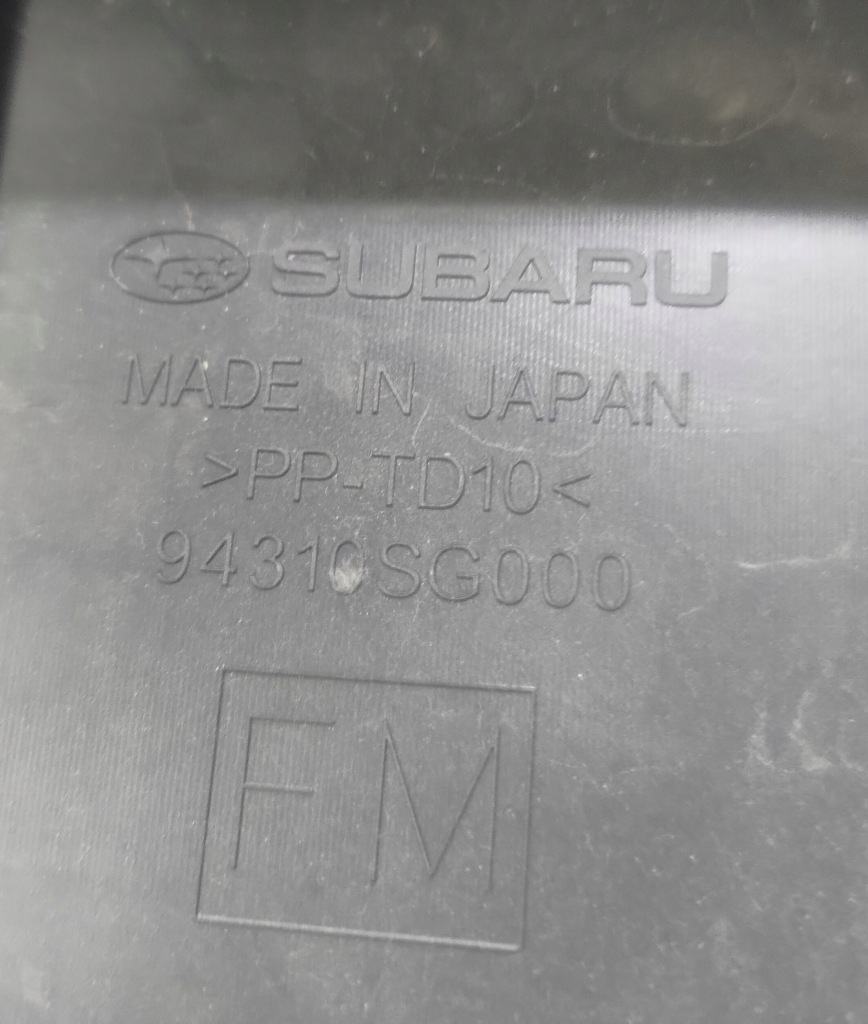 SUBARU
MADE IN JAPAN
>PP-TD10<
94310SG000
FM